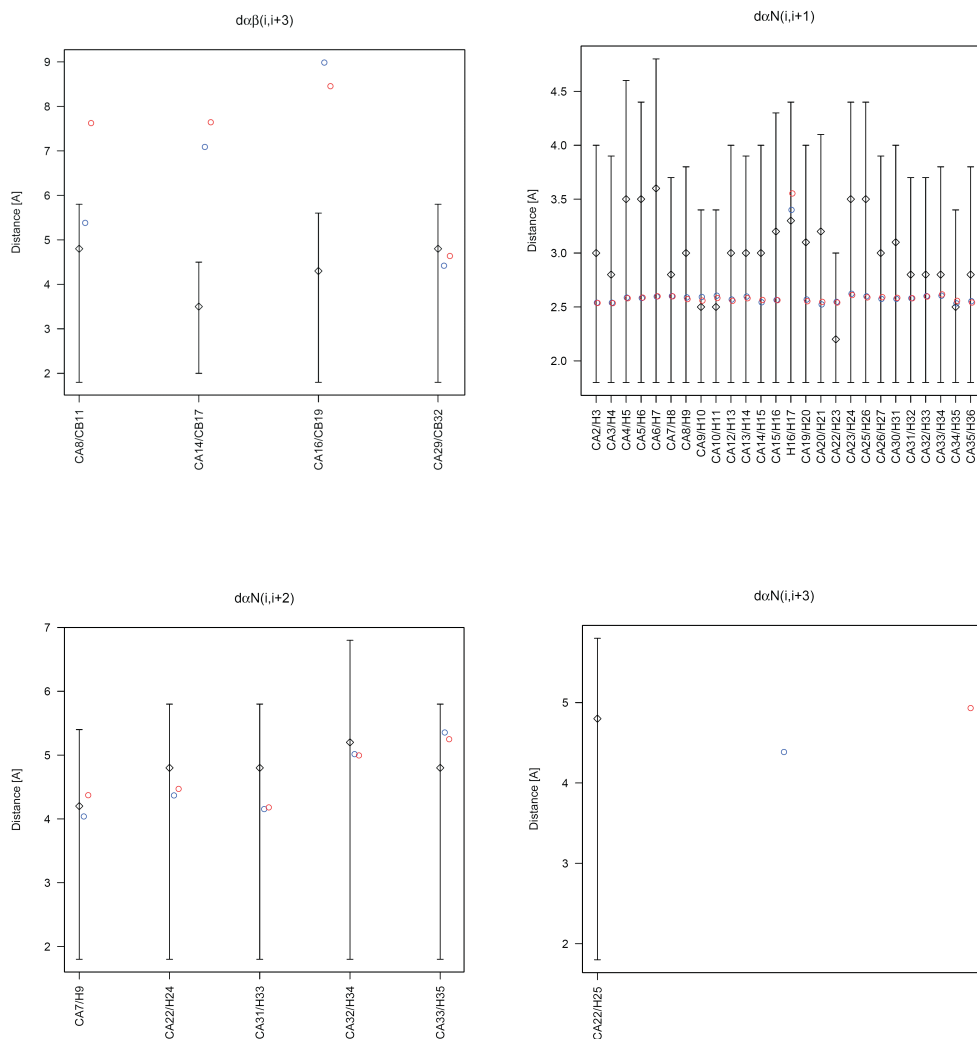 dαβ(i,i+3)
Distance [A]
9
8
7
6
5
4
3
2
CA8/CB11
CA14/CB17
CA16/CB19
CA29/CB32
dαN(i,i+1)
Distance [A]
4.5
4.0
3.5
3.0
2.5
2.0
CA2/H3
CA3/H4
CA4/H5
CA5/H6
CA6/H7
CA7/H8
CA8/H9
CA9/H10
CA10/H11
CA12/H13
CA13/H14
CA14/H15
CA15/H16
H16/H17
CA19/H20
CA20/H21
CA22/H23
CA23/H24
CA25/H26
CA26/H27
CA30/H31
CA31/H32
CA32/H33
CA33/H34
CA34/H35
CA35/H36
dαN(i,i+2)
Distance [A]
7
6
5
4
3
2
CA7/H9
CA22/H24
CA31/H33
CA32/H34
CA33/H35
dαN(i,i+3)
Distance [A]
5
4
3
2
CA22/H25